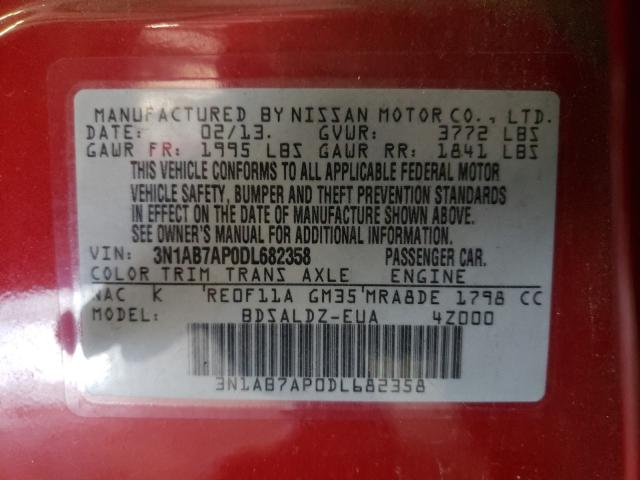 MANUFACTURED BY NISSAN MOTOR CO., LTD.
DATE: 02/13. GVWR: 3772 LBS
GAWR FR: 1995 LBS GAWR RR: 1841 LBS
THIS VEHICLE CONFORMS TO ALL APPLICABLE FEDERAL MOTOR
VEHICLE SAFETY, BUMPER AND THEFT PREVENTION STANDARDS
IN EFFECT ON THE DATE OF MANUFACTURE SHOWN ABOVE.
SEE OWNER'S MANUAL FOR ADDITIONAL INFORMATION.
VIN: 3N1AB7AP0DL682358 PASSENGER CAR.
COLOR TRIM TRANS AXLE ENGINE
NAC K 'RE0F11A GM35'MRA8DE 1798 CC
MODEL: BDSALDZ-EUA 4Z000
3N1AB7AP0DL682358